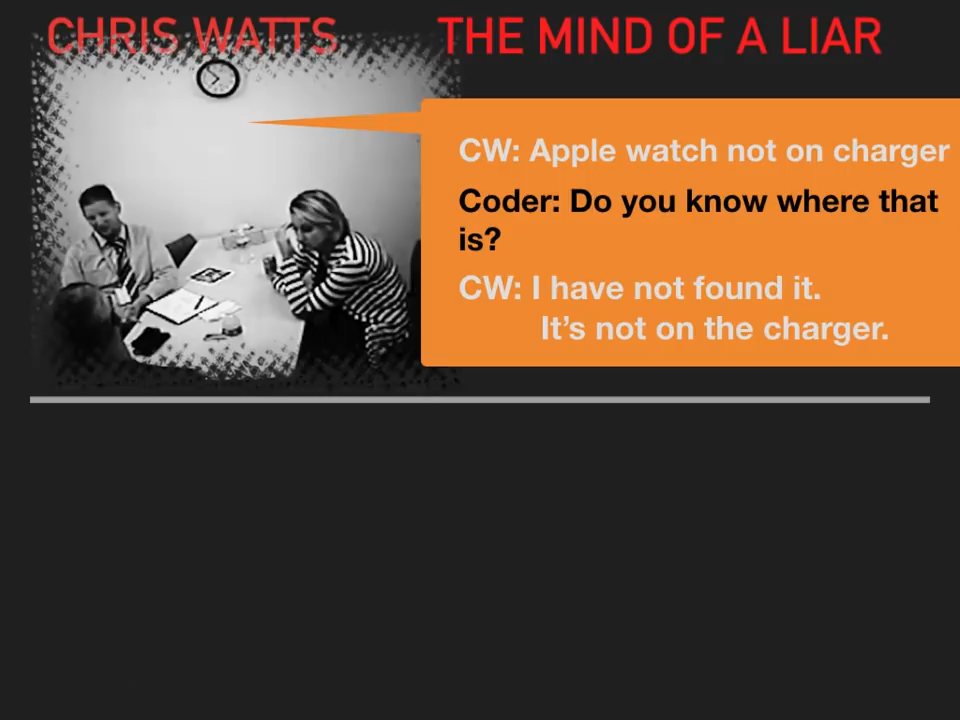 CHRIS WATTS THE MIND OF A LIAR
CW: Apple watch not on charger
Coder: Do you know where that
is?
CW: I have not found it.
It’s not on the charger.